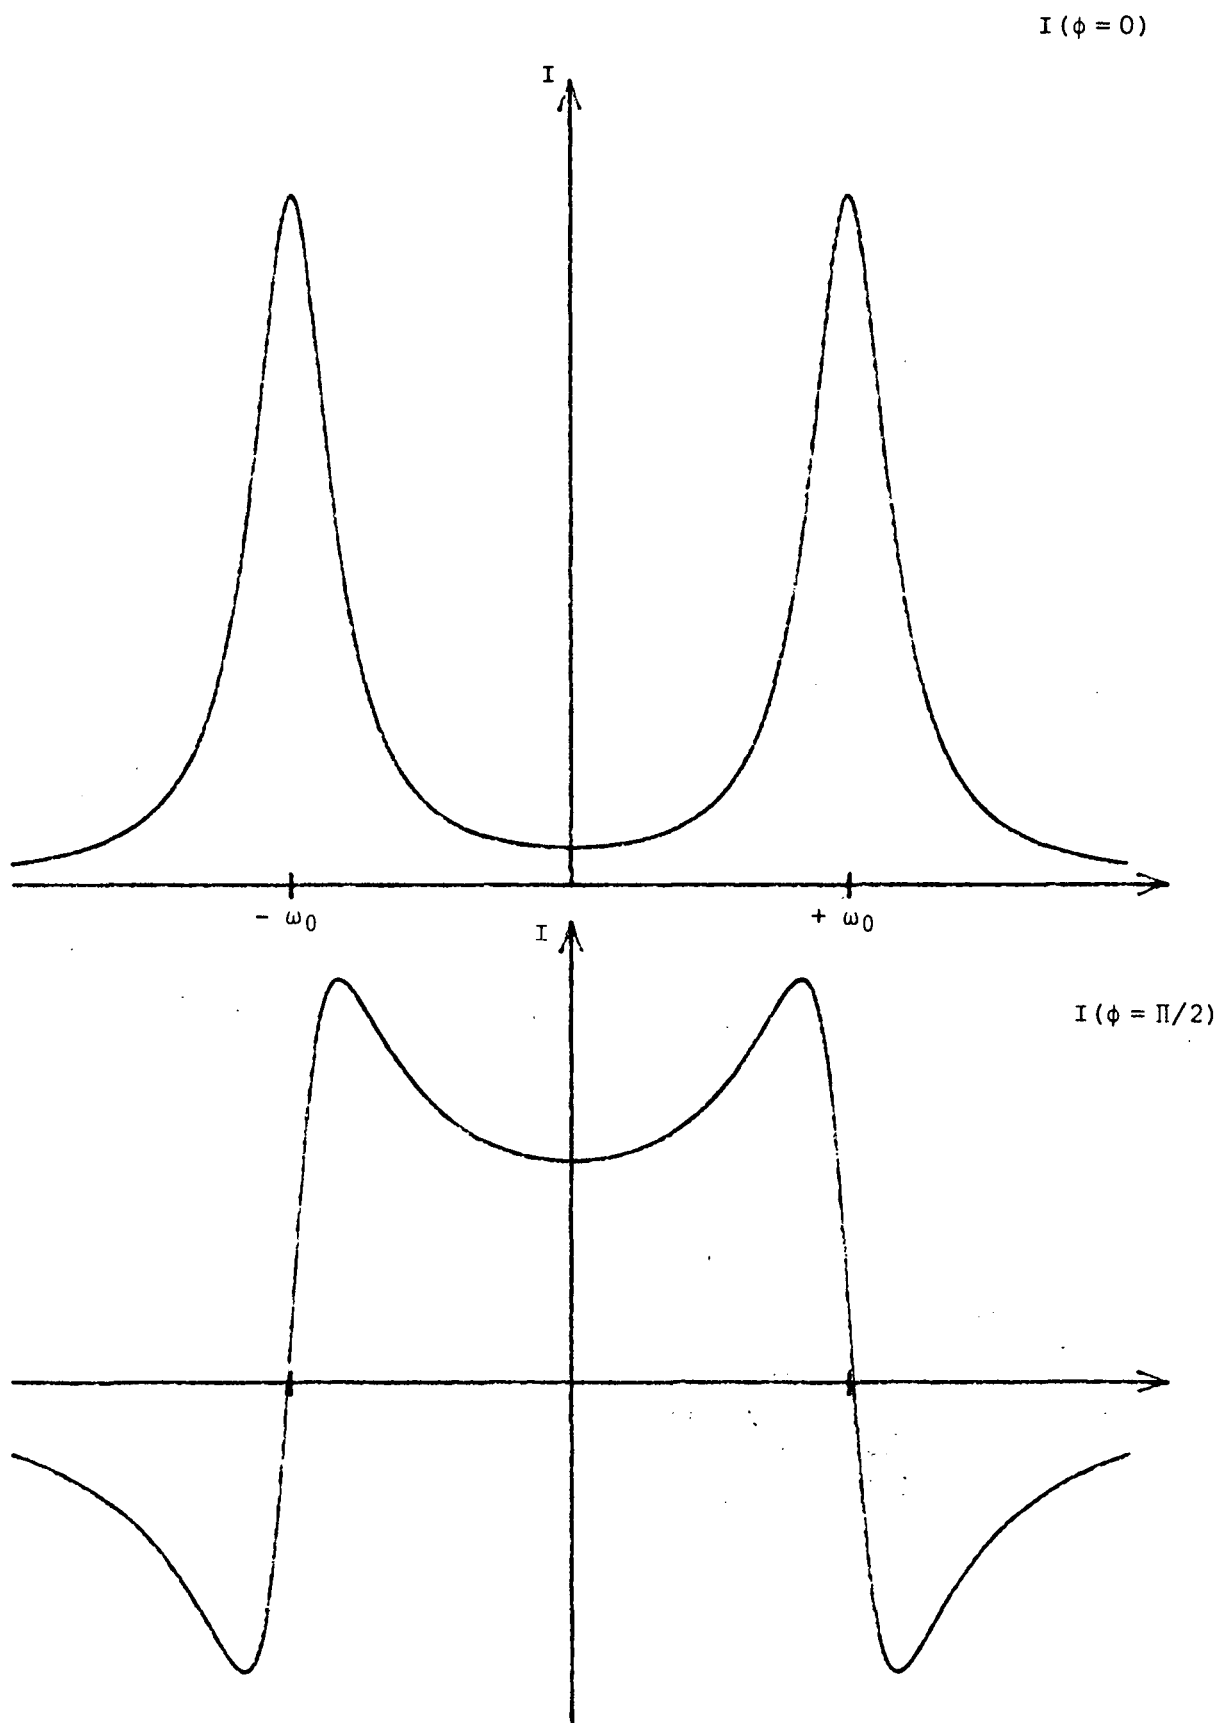 I(φ = 0)
I
- ω₀
+ ω₀
I
I(φ = Π/2)